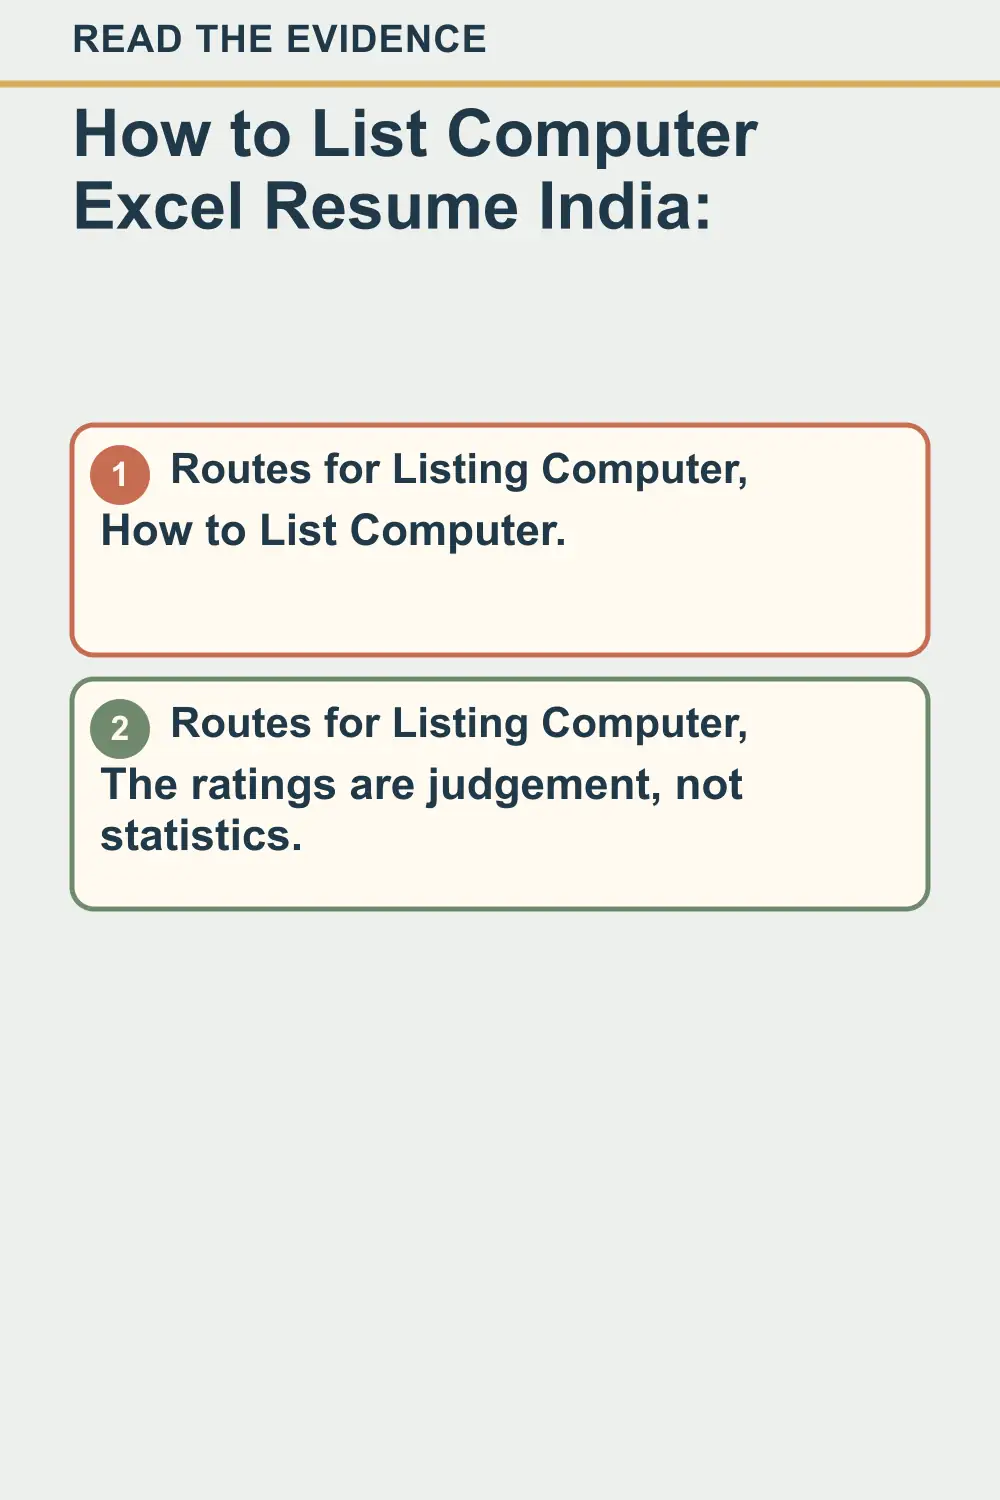 READ THE EVIDENCE
How to List Computer
Excel Resume India:
1 Routes for Listing Computer,
How to List Computer.
2 Routes for Listing Computer,
The ratings are judgement, not
statistics.